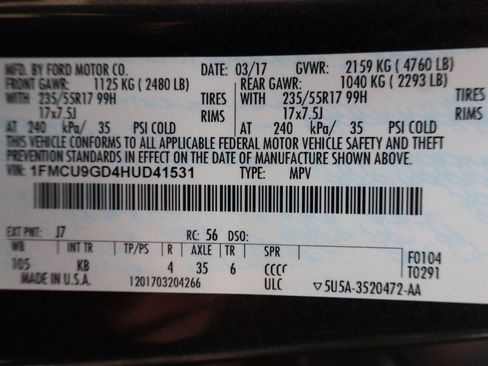 MFD. BY FORD MOTOR CO. DATE: 03/17 GVWR: 2159 KG ( 4760 LB)
FRONT GAWR: 1125 KG ( 2480 LB) REAR GAWR: 1040 KG ( 2293 LB)
WITH 235/55R17 99H TIRES WITH 235/55R17 99H TIRES
17x7.5J RIMS 17x7.5J RIMS
AT 240 kPa/ 35 PSI COLD AT 240 kPa/ 35 PSI COLD
THIS VEHICLE CONFORMS TO ALL APPLICABLE FEDERAL MOTOR VEHICLE SAFETY AND THEFT
PREVENTION STANDARDS IN EFFECT ON THE DATE OF MANUFACTURE SHOWN ABOVE.
VIN: 1FMCU9GD4HUD41531 TYPE: MPV
EXT PNT: J7 RC: 56 DSO:
WB INT TR TP/PS R AXLE TR SPR F0104
105 KB 4 35 6 CCCC T0291
MADE IN U.S.A. 1201703204266 ULC ▽5U5A-3520472-AA